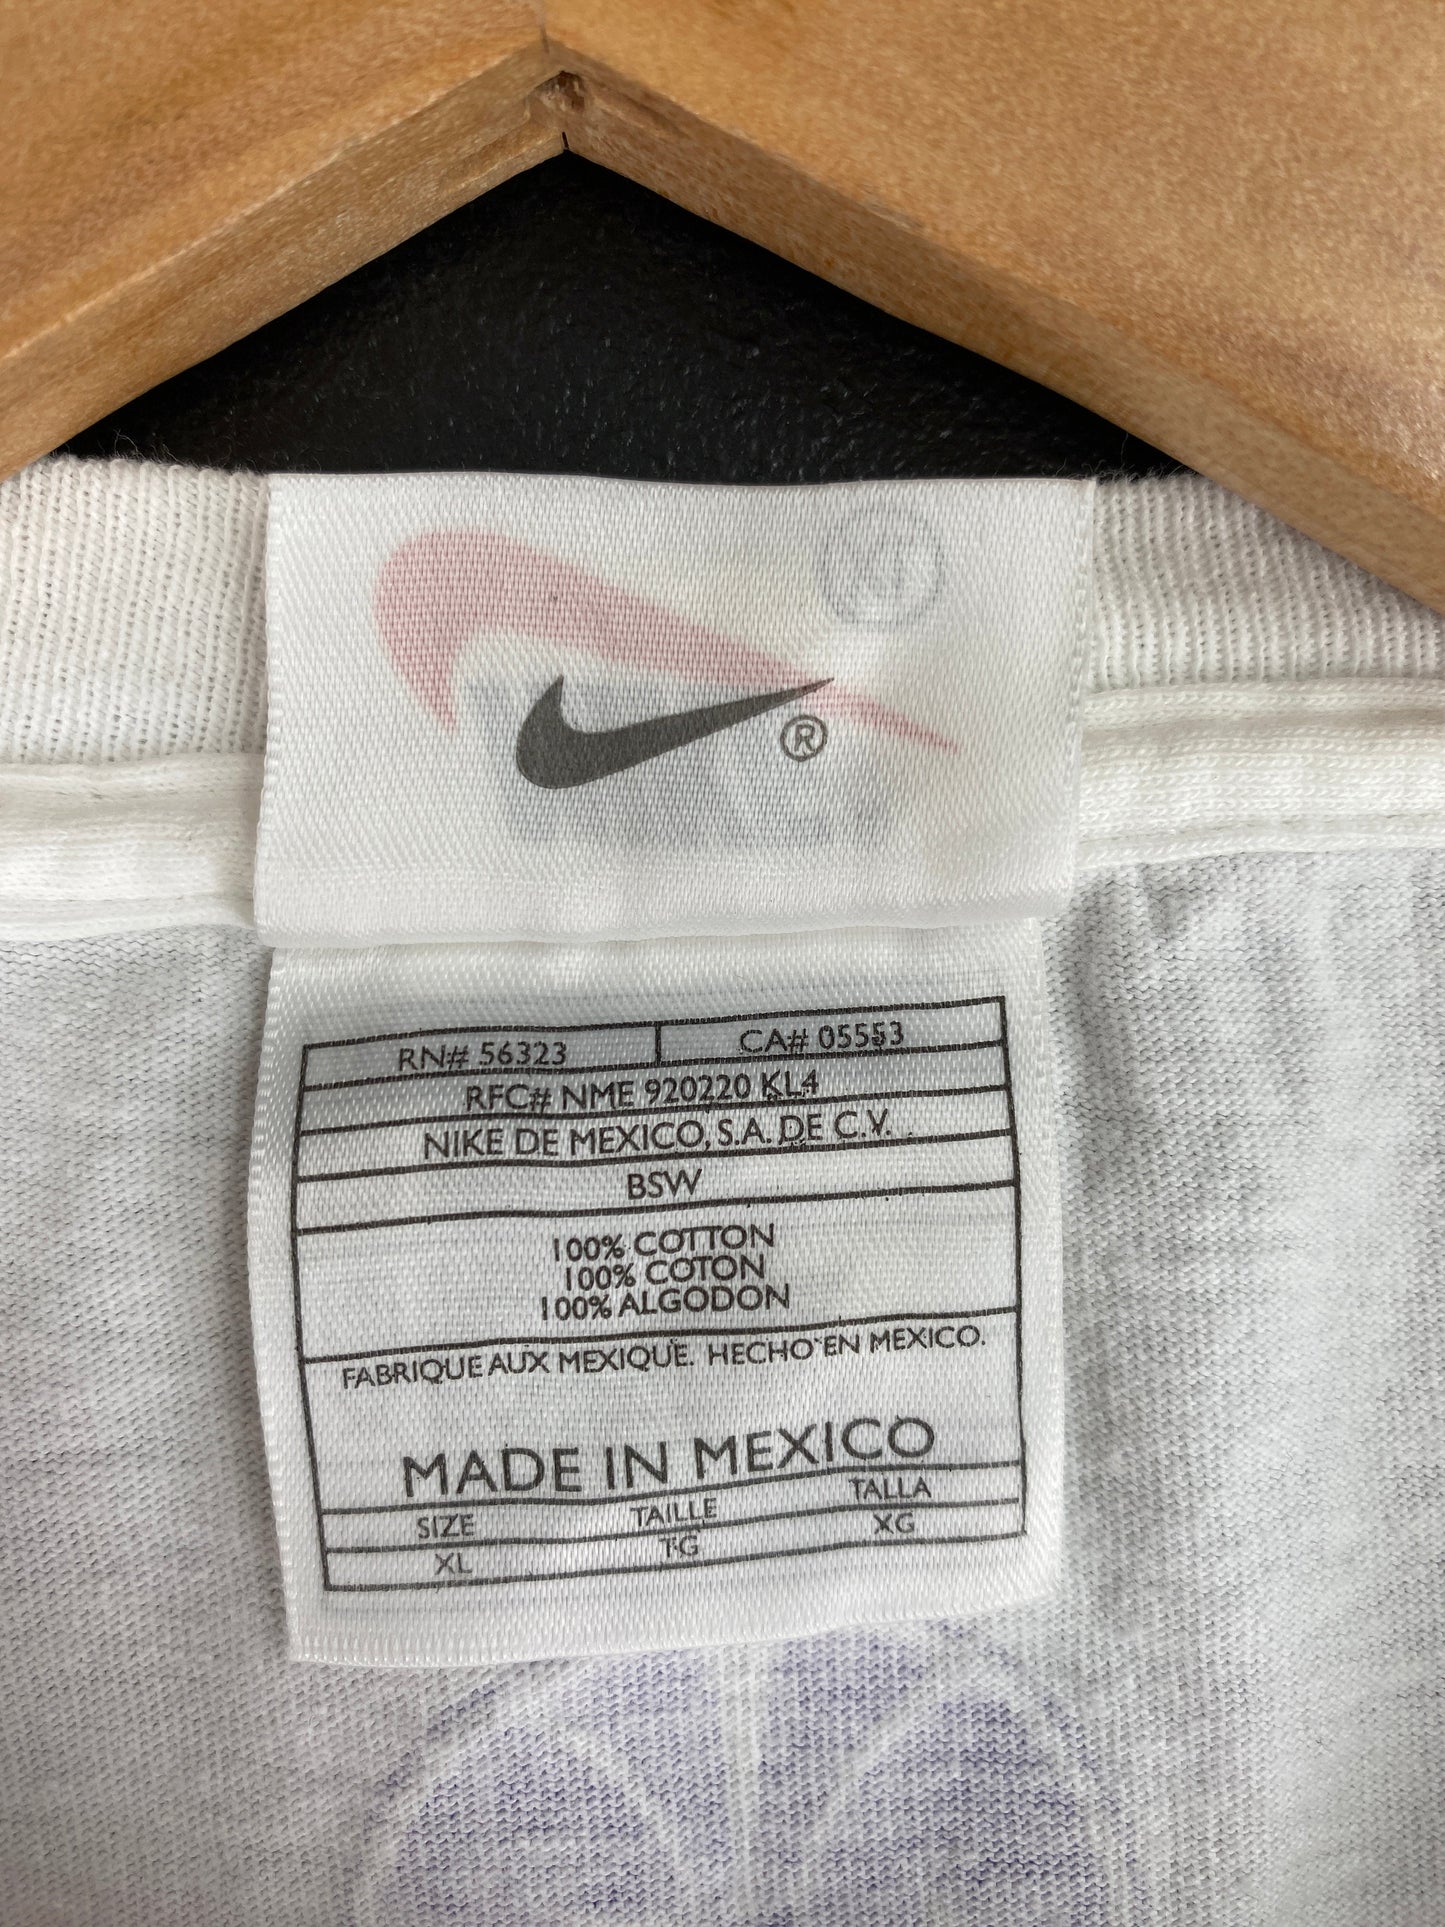 ®
RN# 56323 CA# 05553
RFC# NME 920220 KL4
NIKE DE MEXICO, S.A. DE C.V.
BSW
100% COTTON
100% COTON
100% ALGODON
FABRIQUE AUX MEXIQUE. HECHO EN MEXICO.
MADE IN MEXICO
SIZE TAILLE TALLA
XL TG XG